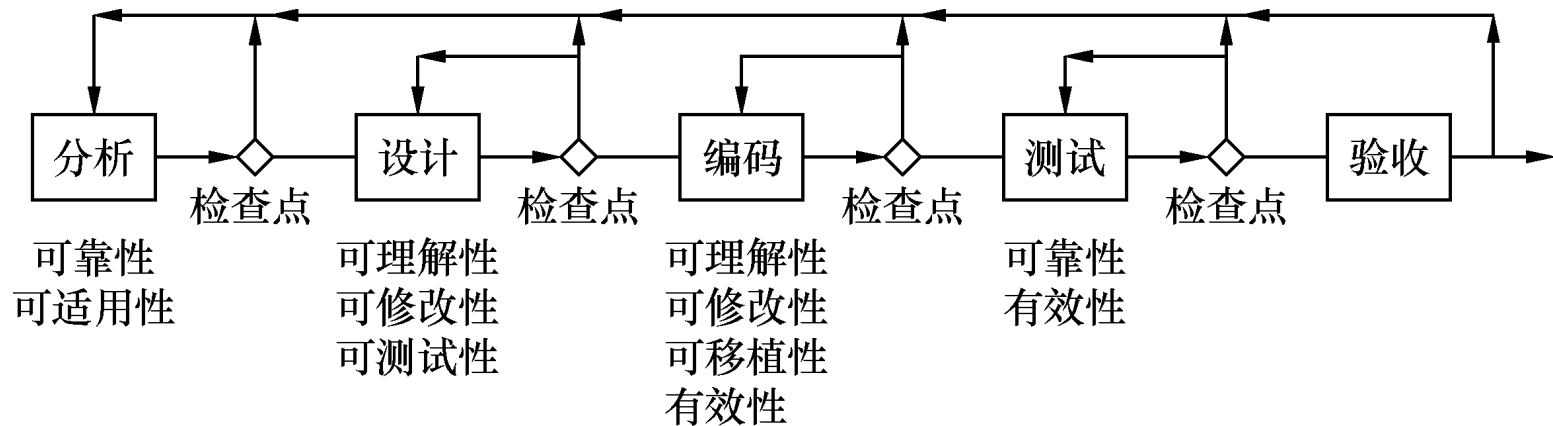 分析
设计
编码
测试
验收
检查点
检查点
检查点
检查点
可靠性
可适用性
可理解性
可修改性
可测试性
可理解性
可修改性
可移植性
有效性
可靠性
有效性